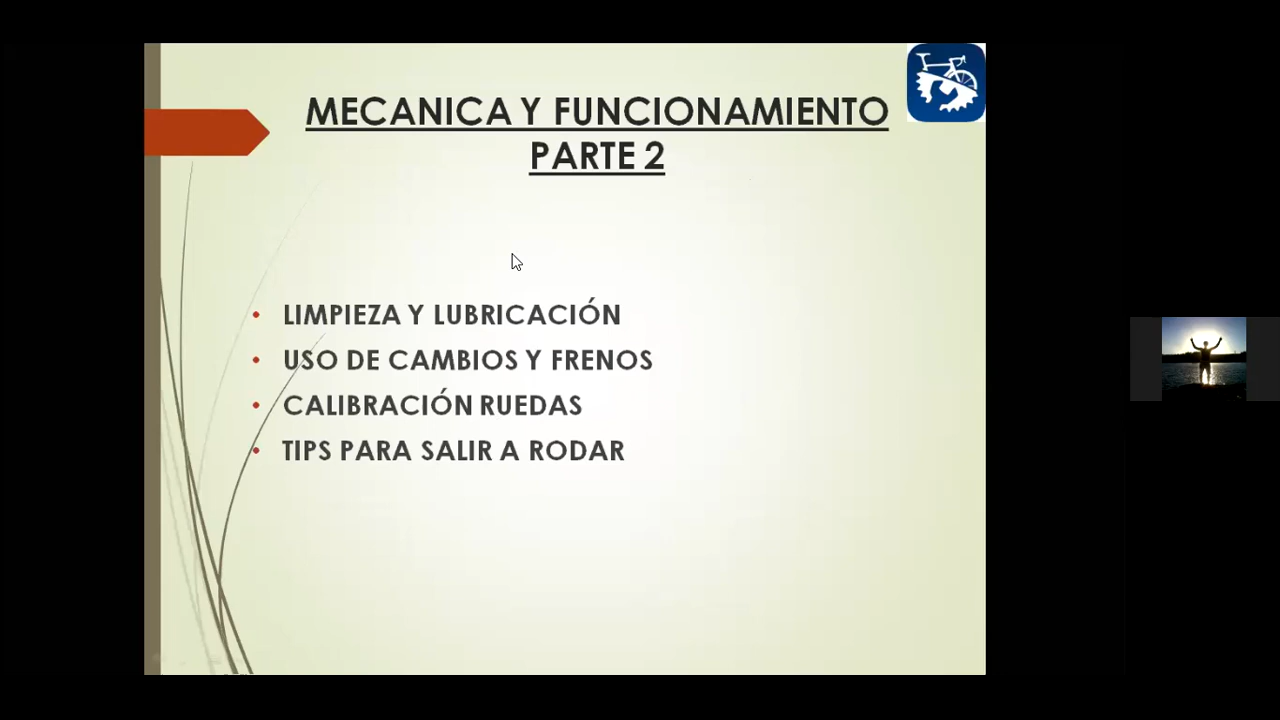 MECANICA Y FUNCIONAMIENTO
PARTE 2
• LIMPIEZA Y LUBRICACIÓN
• USO DE CAMBIOS Y FRENOS
• CALIBRACIÓN RUEDAS
• TIPS PARA SALIR A RODAR